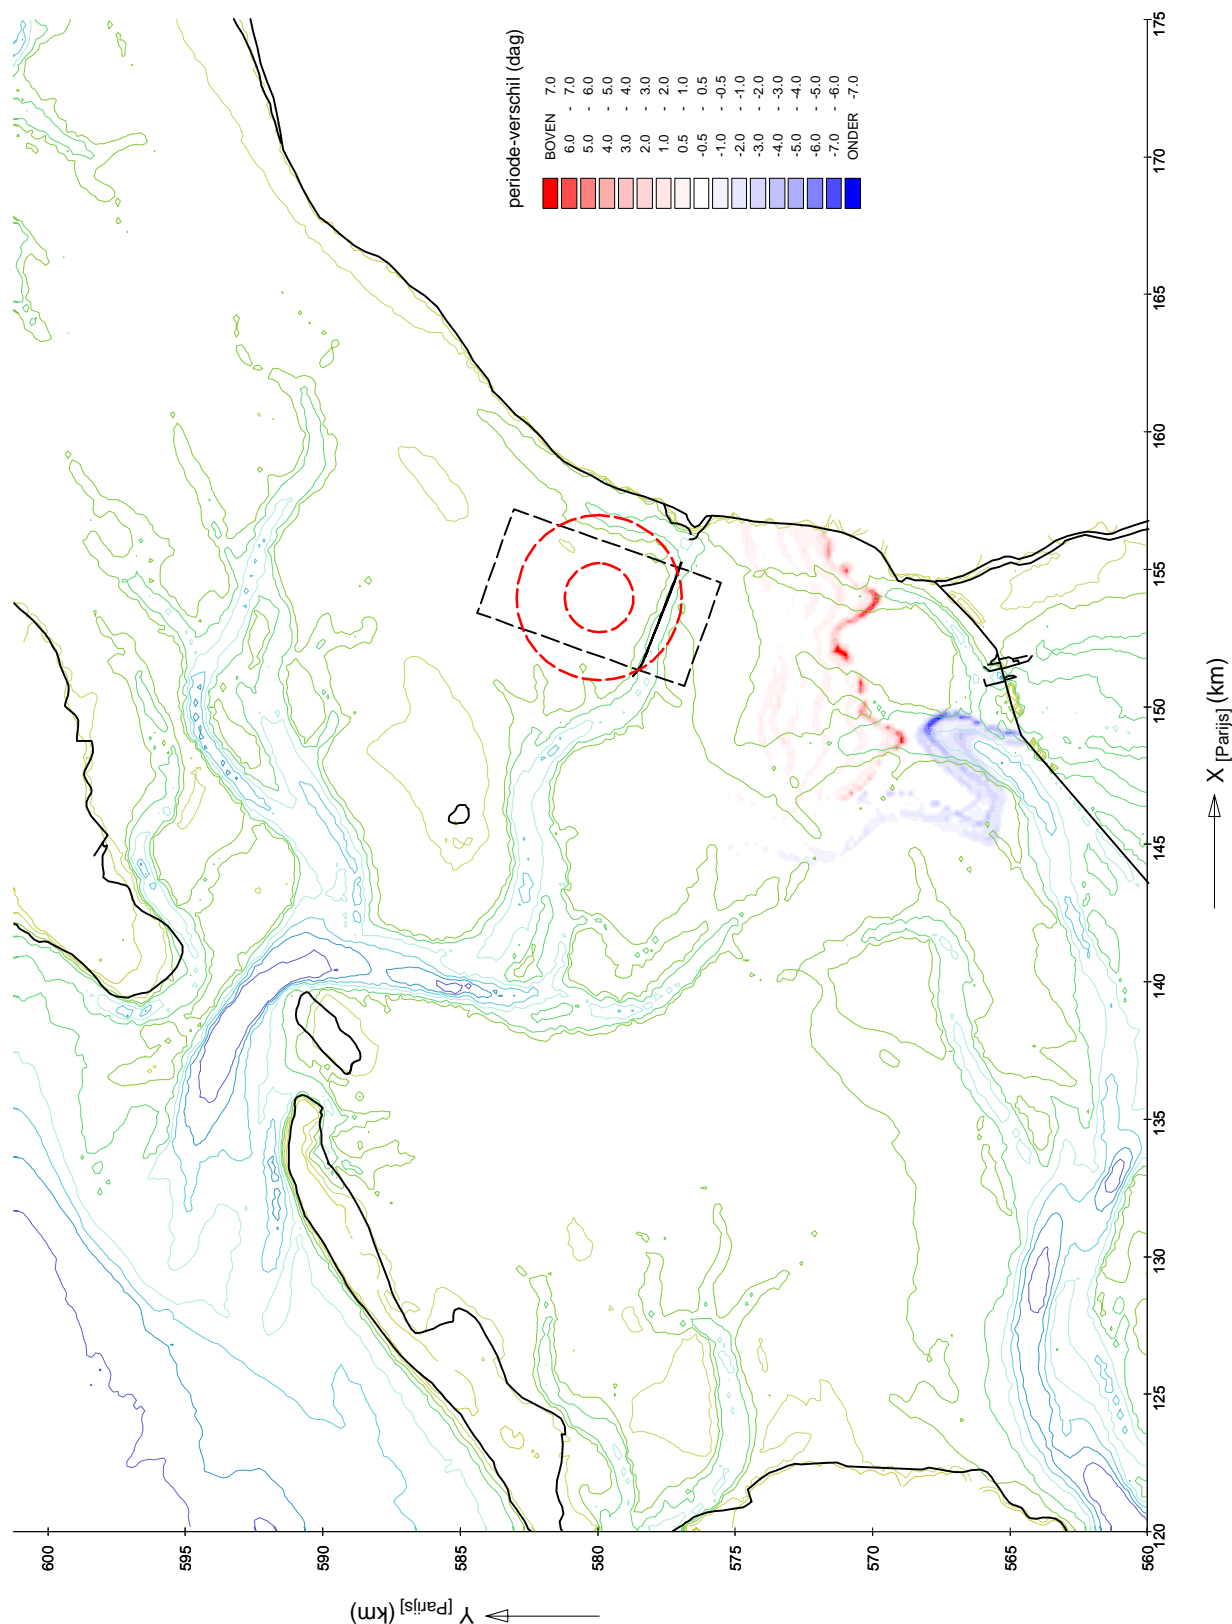 periode-verschil (dag)
BOVEN 7.0
6.0 - 7.0
5.0 - 6.0
4.0 - 5.0
3.0 - 4.0
2.0 - 3.0
1.0 - 2.0
0.5 - 1.0
-0.5 - 0.5
-1.0 - -0.5
-2.0 - -1.0
-3.0 - -2.0
-4.0 - -3.0
-5.0 - -4.0
-6.0 - -5.0
-7.0 - -6.0
ONDER -7.0
600
595
590
585
580
575
570
565
560
Y [Parijs] (km)
120
125
130
135
140
145
150
155
160
165
170
175
X [Parijs] (km)